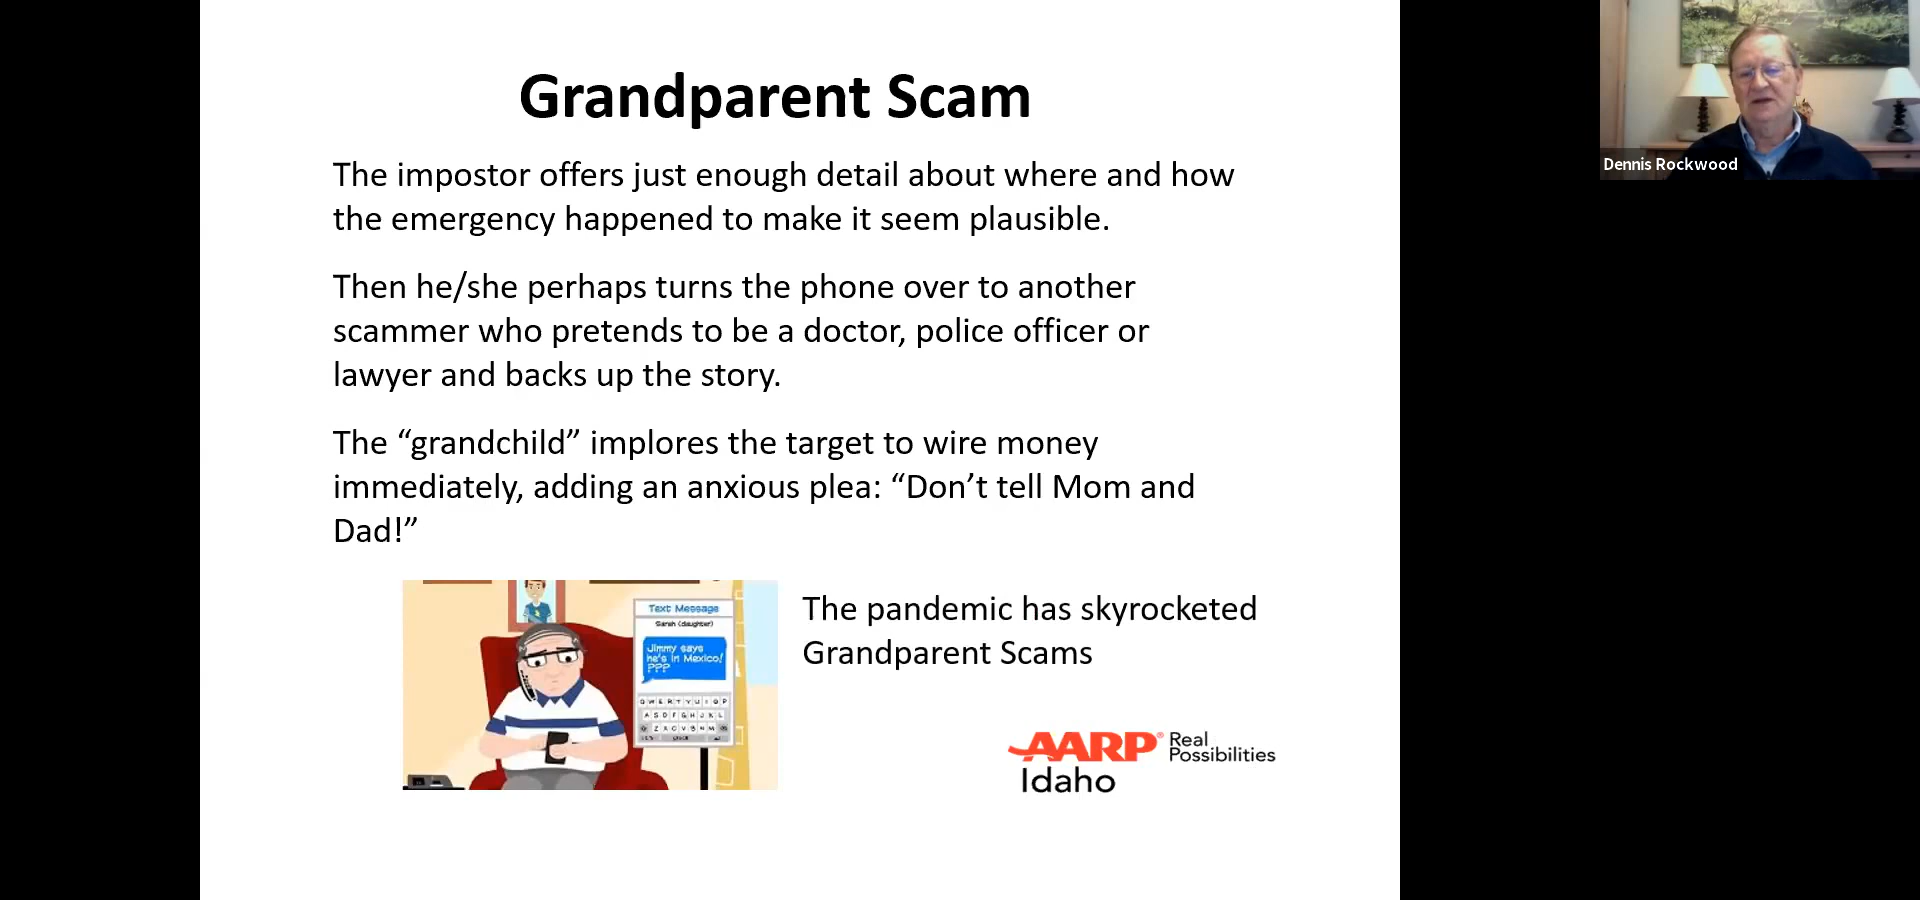 Grandparent Scam
The impostor offers just enough detail about where and how
the emergency happened to make it seem plausible.
Then he/she perhaps turns the phone over to another
scammer who pretends to be a doctor, police officer or
lawyer and backs up the story.
The “grandchild” implores the target to wire money
immediately, adding an anxious plea: “Don’t tell Mom and
Dad!”
Text Message
Sarah (daughter)
Jimmy says
he's in Mexico!
???
Q W E R T Y U I O P
A S D F G H J K L
Z X C V B N M
The pandemic has skyrocketed
Grandparent Scams
AARP® Real
Possibilities
Idaho
Dennis Rockwood